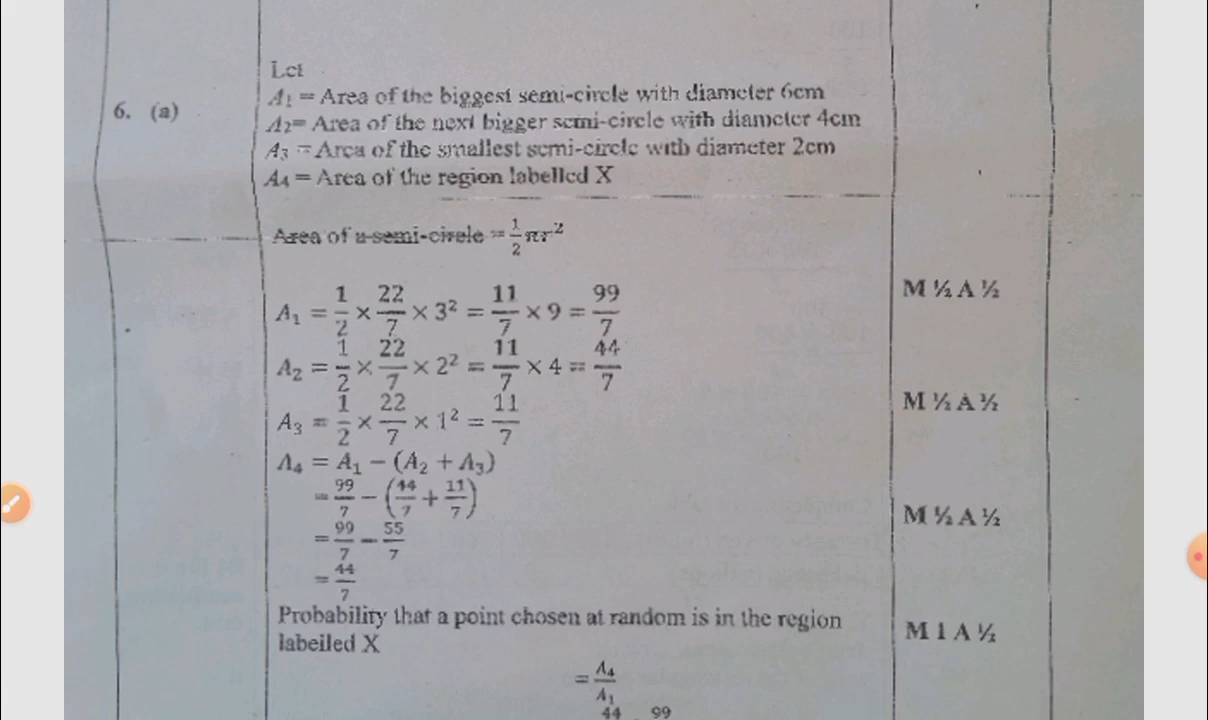 Let
6. (a)
A₁ = Area of the biggest semi-circle with diameter 6cm
A₂= Area of the next bigger semi-circle with diameter 4cm
A₃ = Area of the smallest semi-circle with diameter 2cm
A₄ = Area of the region labelled X
Area of a semi-circle = 1/2 πr²
A₁ = 1/2 × 22/7 × 3² = 11/7 × 9 = 99/7 M ½ A ½
A₂ = 1/2 × 22/7 × 2² = 11/7 × 4 = 44/7
A₃ = 1/2 × 22/7 × 1² = 11/7 M ½ A ½
A₄ = A₁ − (A₂ + A₃)
= 99/7 − (44/7 + 11/7) M ½ A ½
= 99/7 − 55/7
= 44/7
Probability that a point chosen at random is in the region
labelled X M 1 A ½
= A₄/A₁
44 99